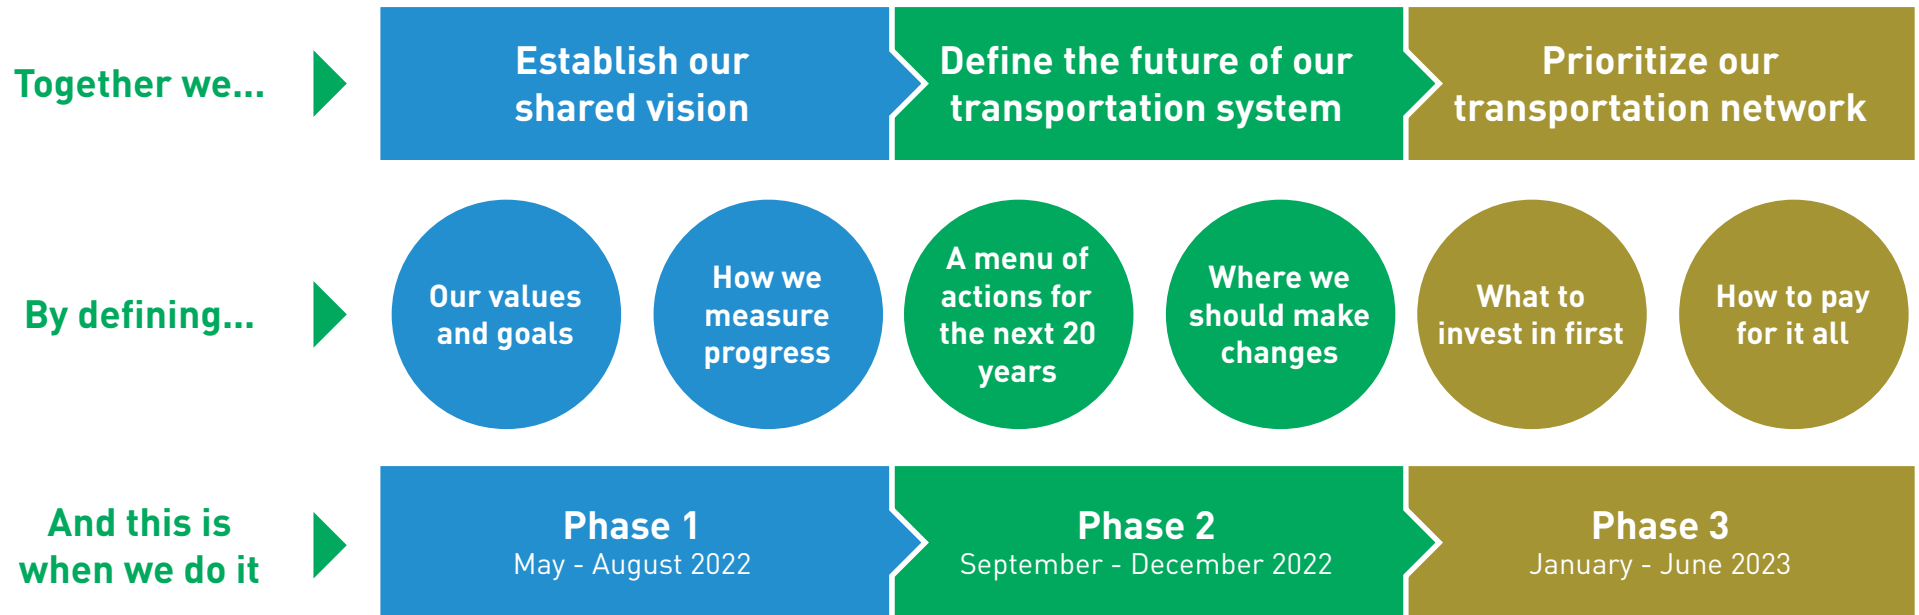 Together we...
Establish our
shared vision
Define the future of our
transportation system
Prioritize our
transportation network
By defining...
Our values
and goals
How we
measure
progress
A menu of
actions for
the next 20
years
Where we
should make
changes
What to
invest in first
How to pay
for it all
And this is
when we do it
Phase 1
May - August 2022
Phase 2
September - December 2022
Phase 3
January - June 2023